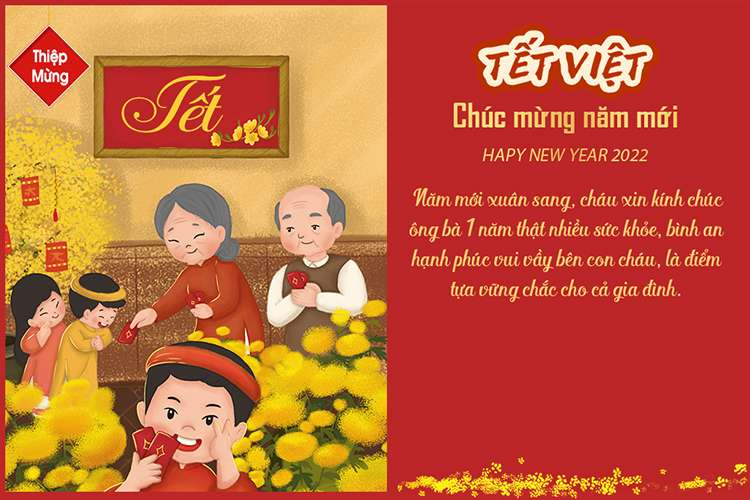 Thiệp
Mừng
Tết
TẾT VIỆT
Chúc mừng năm mới
HAPY NEW YEAR 2022
Năm mới xuân sang, cháu xin kính chúc
ông bà 1 năm thật nhiều sức khỏe, bình an
hạnh phúc vui vầy bên con cháu, là điểm
tựa vững chắc cho cả gia đình.